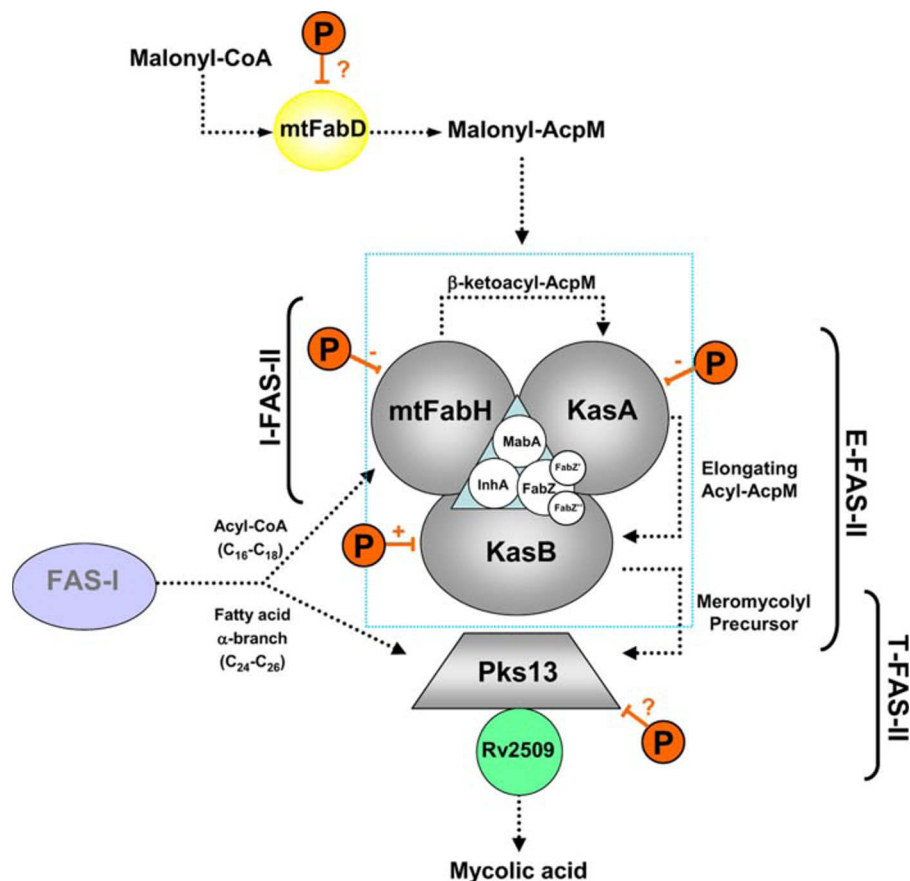 P
?
Malonyl-CoA
mtFabD
Malonyl-AcpM
β-ketoacyl-AcpM
P
-
-
P
I-FAS-II
mtFabH
KasA
MabA
InhA
FabZ
FabZ'
FabZ''
E-FAS-II
Elongating
Acyl-AcpM
Acyl-CoA
(C16-C18)
P
+
KasB
FAS-I
Fatty acid
α-branch
(C24-C26)
Meromycolyl
Precursor
Pks13
?
P
T-FAS-II
Rv2509
Mycolic acid